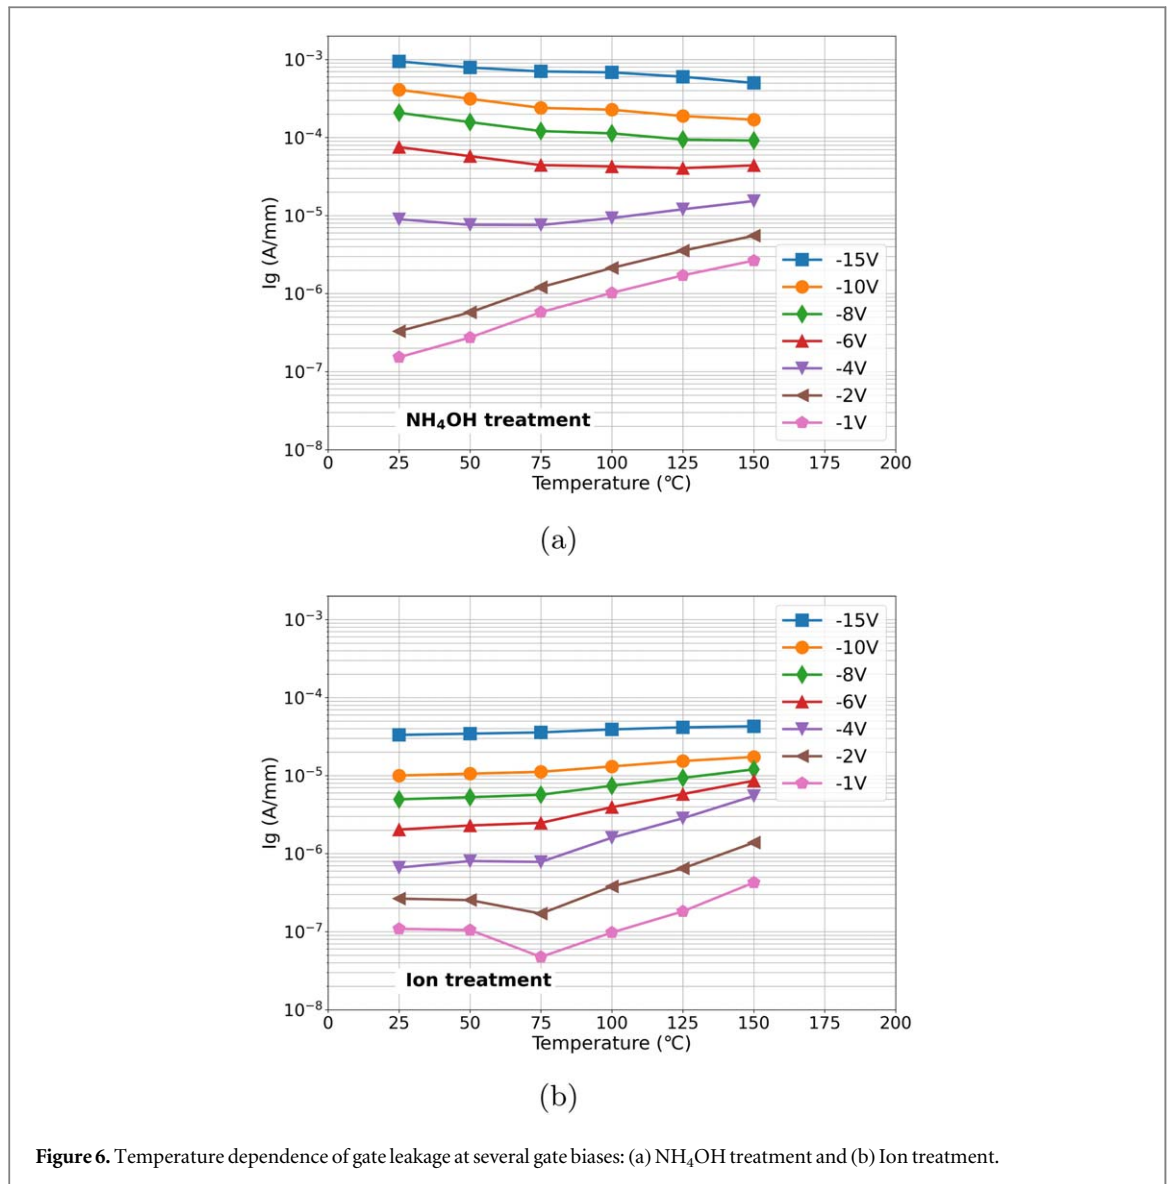 10⁻³
10⁻⁴
10⁻⁵
10⁻⁶
10⁻⁷
10⁻⁸
Ig (A/mm)
-15V
-10V
-8V
-6V
-4V
-2V
-1V
NH₄OH treatment
0 25 50 75 100 125 150 175 200
Temperature (℃)
(a)
10⁻³
10⁻⁴
10⁻⁵
10⁻⁶
10⁻⁷
10⁻⁸
Ig (A/mm)
-15V
-10V
-8V
-6V
-4V
-2V
-1V
Ion treatment
0 25 50 75 100 125 150 175 200
Temperature (℃)
(b)
Figure 6. Temperature dependence of gate leakage at several gate biases: (a) NH₄OH treatment and (b) Ion treatment.